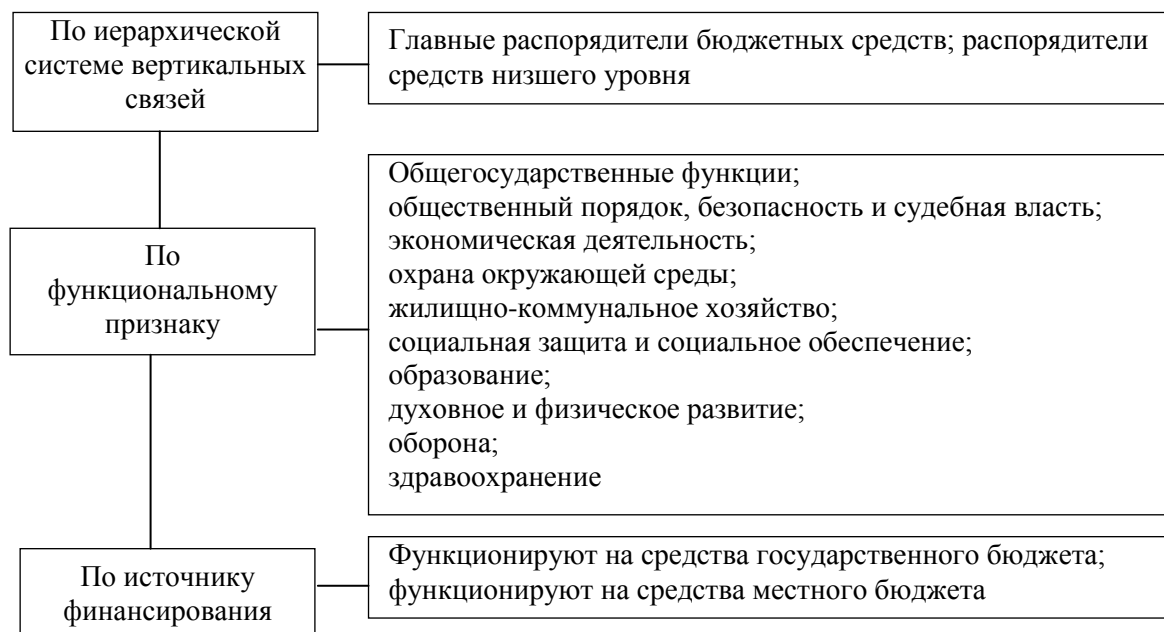 По иерархической
системе вертикальных
связей
Главные распорядители бюджетных средств; распорядители
средств низшего уровня
По
функциональному
признаку
Общегосударственные функции;
общественный порядок, безопасность и судебная власть;
экономическая деятельность;
охрана окружающей среды;
жилищно-коммунальное хозяйство;
социальная защита и социальное обеспечение;
образование;
духовное и физическое развитие;
оборона;
здравоохранение
По источнику
финансирования
Функционируют на средства государственного бюджета;
функционируют на средства местного бюджета